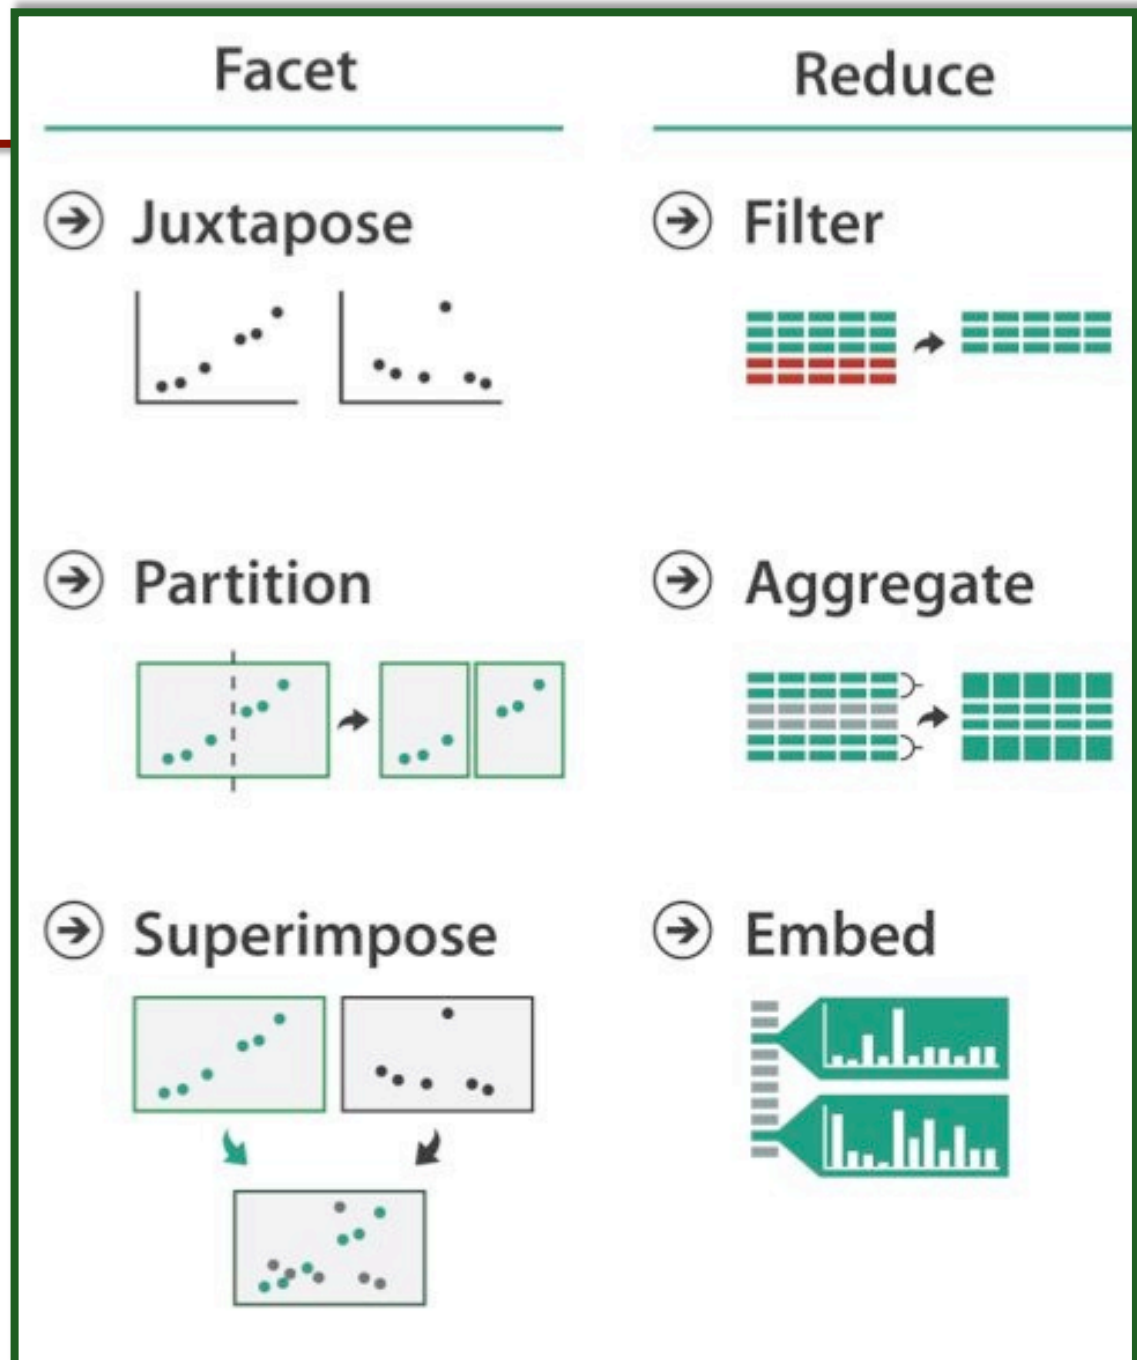 Facet
Juxtapose
Partition
Superimpose
Reduce
Filter
Aggregate
Embed